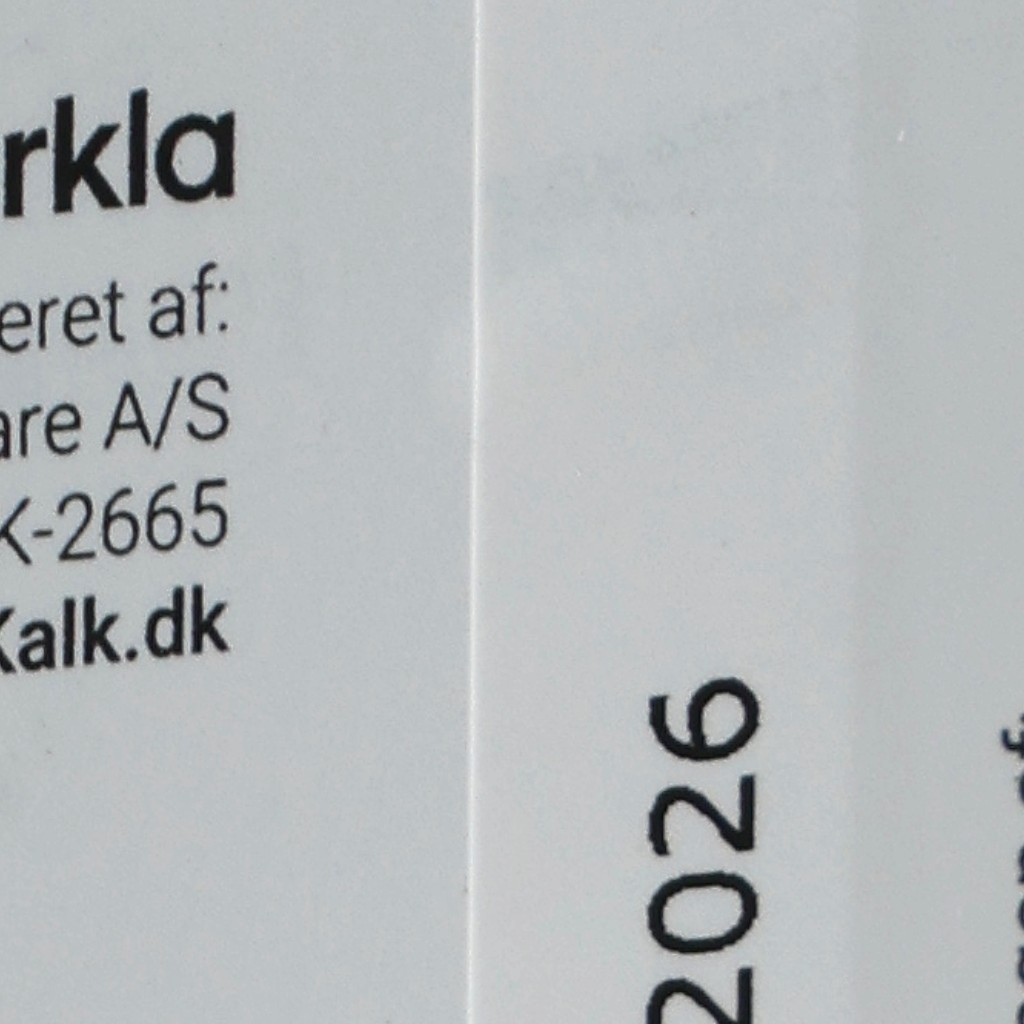 rkla
eret af:
are A/S
K-2665
Kalk.dk
2026